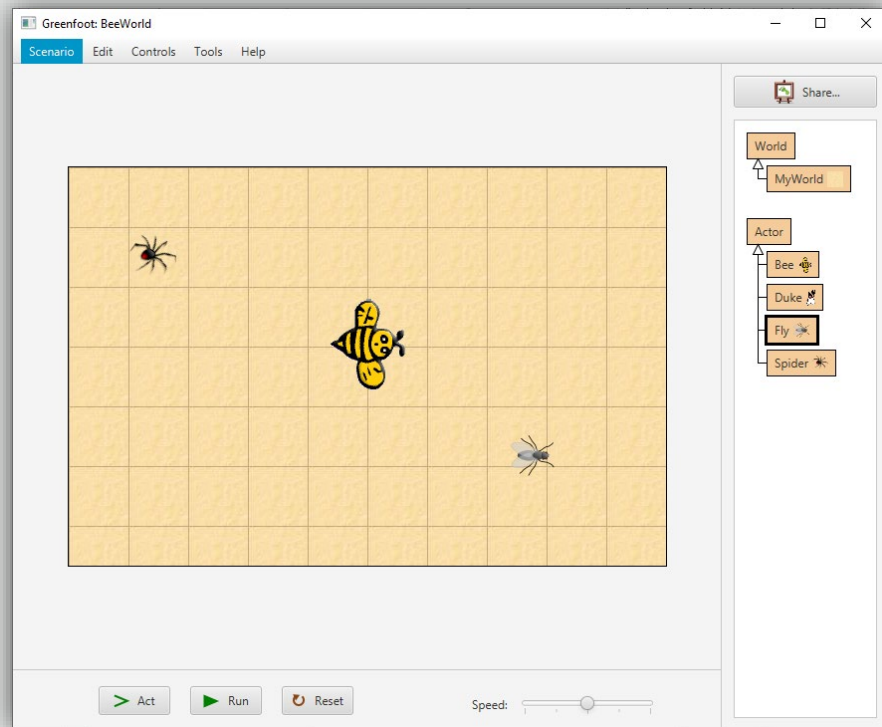 Greenfoot: BeeWorld
Scenario Edit Controls Tools Help
Share...
World
MyWorld
Actor
Bee
Duke
Fly
Spider
Act Run Reset Speed: